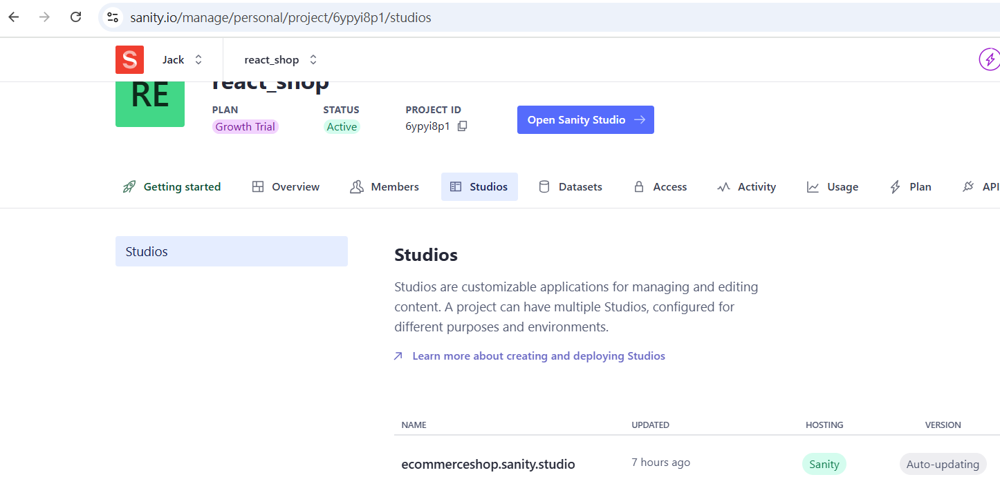 sanity.io/manage/personal/project/6ypyi8p1/studios
S Jack react_shop
RE react_shop
PLAN STATUS PROJECT ID
Growth Trial Active 6ypyi8p1 Open Sanity Studio →
Getting started Overview Members Studios Datasets Access Activity Usage Plan API
Studios
Studios
Studios are customizable applications for managing and editing
content. A project can have multiple Studios, configured for
different purposes and environments.
Learn more about creating and deploying Studios
NAME UPDATED HOSTING VERSION
ecommerceshop.sanity.studio 7 hours ago Sanity Auto-updating